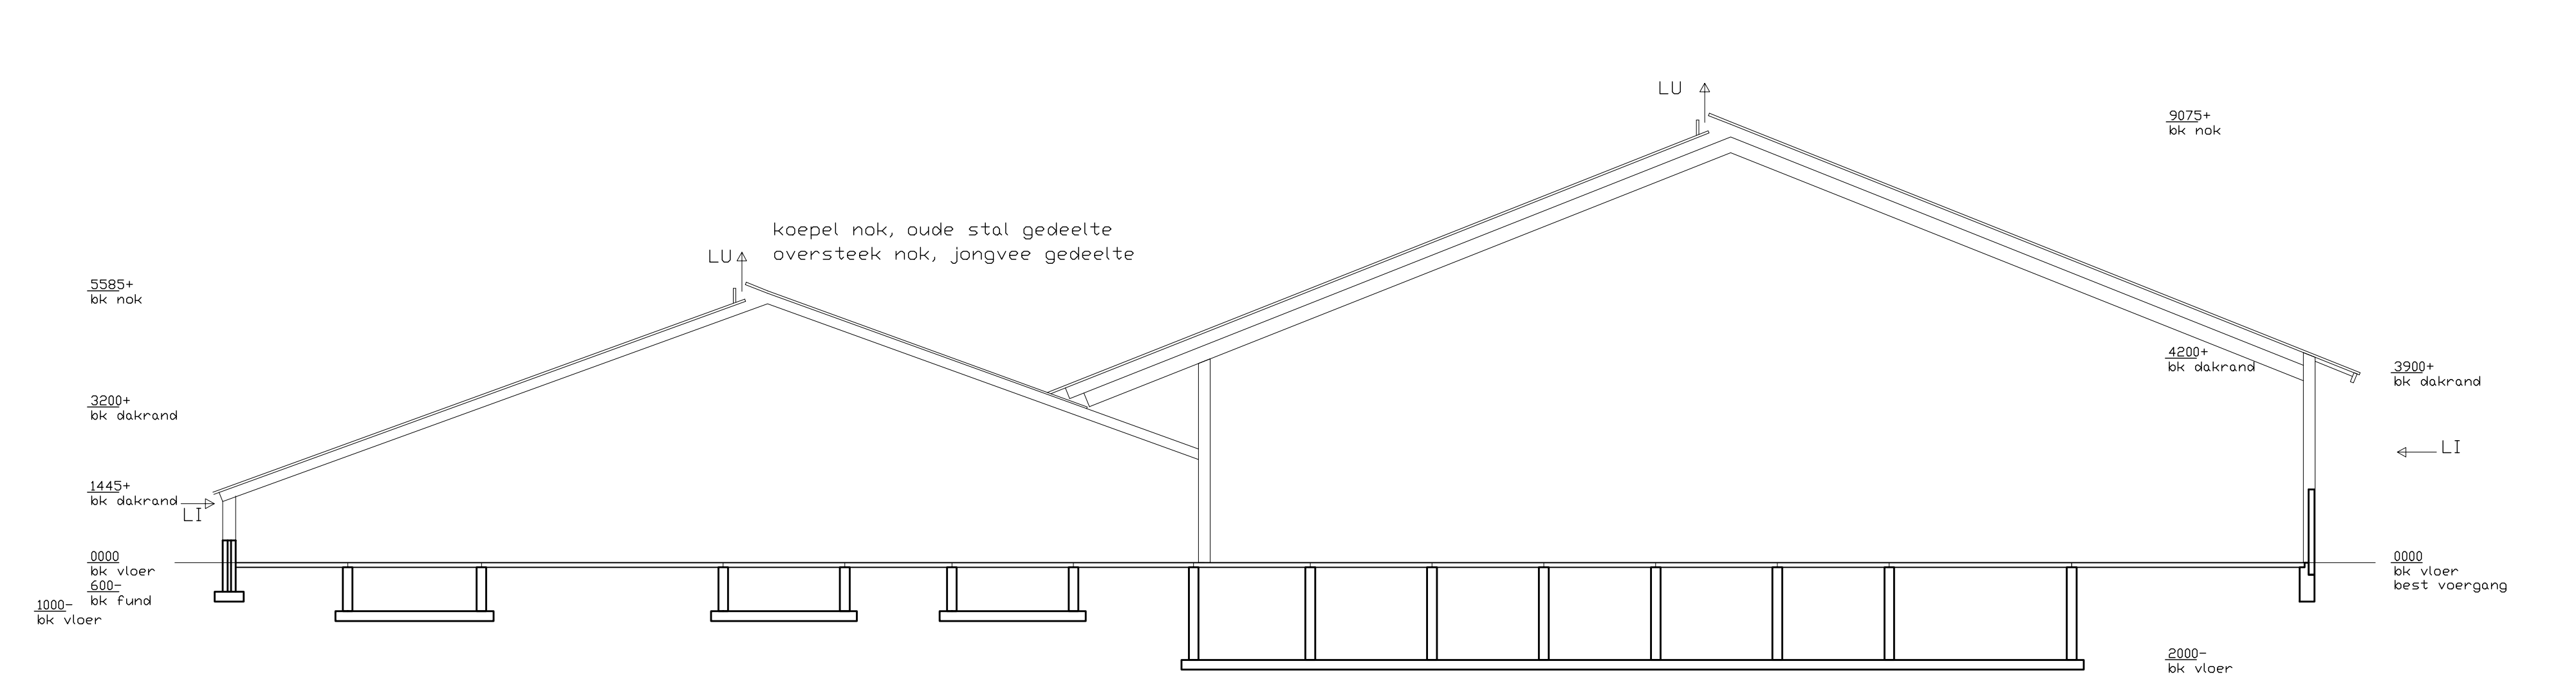 LU
9075+
bk nok
koepel nok, oude stal gedeelte
oversteek nok, jongvee gedeelte
LU
5585+
bk nok
4200+
bk dakrand
3900+
bk dakrand
3200+
bk dakrand
LI
1445+
bk dakrand
LI
0000
bk vloer
600-
bk fund
1000-
bk vloer
0000
bk vloer
best voergang
2000-
bk vloer